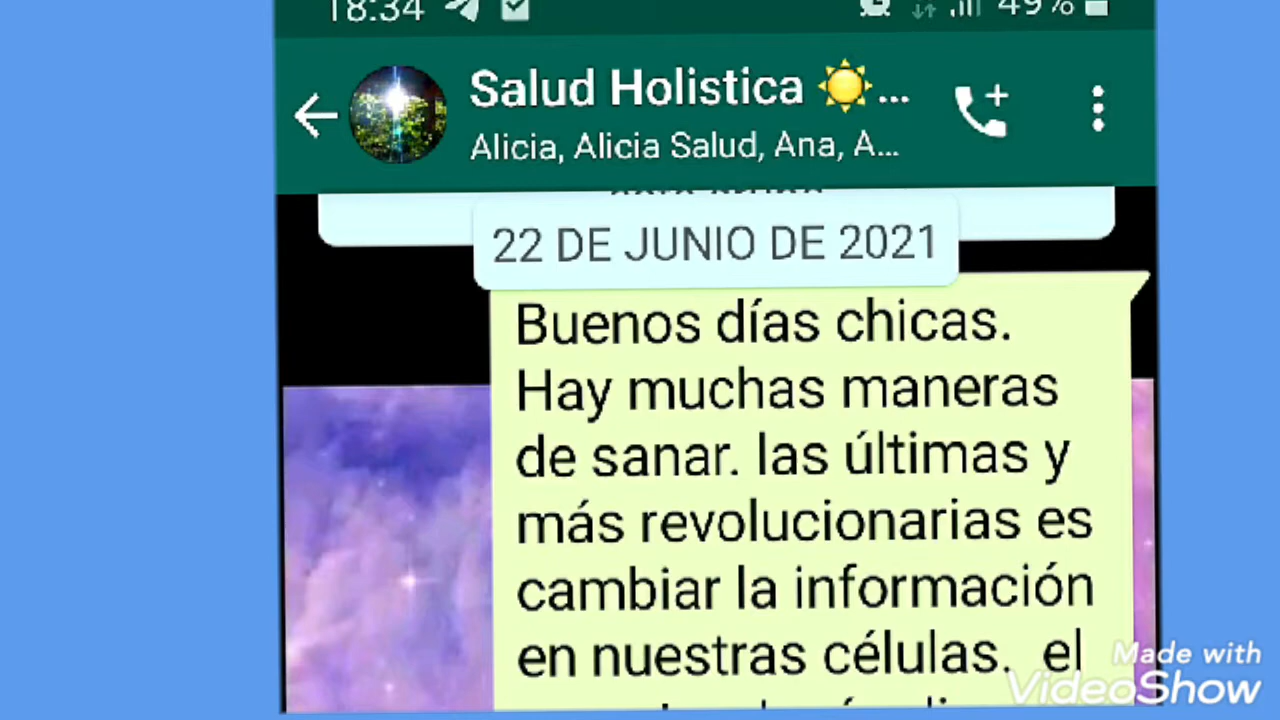 18:34 49%
Salud Holistica ☀️...
Alicia, Alicia Salud, Ana, A...
22 DE JUNIO DE 2021
Buenos días chicas.
Hay muchas maneras
de sanar. las últimas y
más revolucionarias es
cambiar la información
en nuestras células. el
Made with
VideoShow